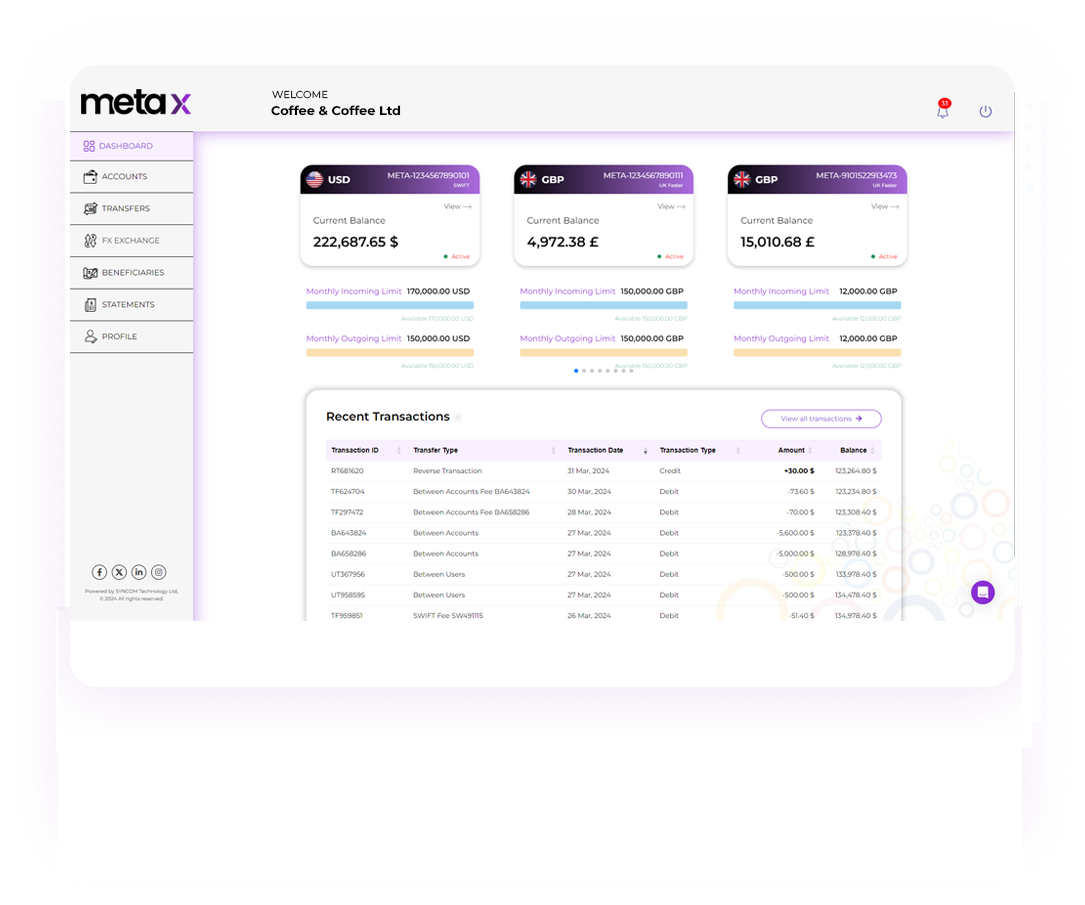 meta x
WELCOME
Coffee & Coffee Ltd
33
DASHBOARD
ACCOUNTS
TRANSFERS
FX EXCHANGE
BENEFICIARIES
STATEMENTS
PROFILE
Powered by SYNCOM Technology Ltd.
© 2024 All rights reserved.
USD META-1234567890101
SWIFT
View
Current Balance
222,687.65 $
Active
Monthly Incoming Limit 170,000.00 USD
Available 170,000.00 USD
Monthly Outgoing Limit 150,000.00 USD
Available 150,000.00 USD
GBP META-1234567890111
UK Faster
View
Current Balance
4,972.38 £
Active
Monthly Incoming Limit 150,000.00 GBP
Available 150,000.00 GBP
Monthly Outgoing Limit 150,000.00 GBP
Available 150,000.00 GBP
GBP META-9101522913473
UK Faster
View
Current Balance
15,010.68 £
Active
Monthly Incoming Limit 12,000.00 GBP
Available 12,000.00 GBP
Monthly Outgoing Limit 12,000.00 GBP
Available 12,000.00 GBP
Recent Transactions
View all transactions
Transaction ID Transfer Type Transaction Date Transaction Type Amount Balance
RT681620 Reverse Transaction 31 Mar, 2024 Credit +30.00 $ 123,264.80 $
TF624704 Between Accounts Fee BA643824 30 Mar, 2024 Debit -73.60 $ 123,234.80 $
TF297472 Between Accounts Fee BA658286 28 Mar, 2024 Debit -70.00 $ 123,308.40 $
BA643824 Between Accounts 27 Mar, 2024 Debit -5,600.00 $ 123,378.40 $
BA658286 Between Accounts 27 Mar, 2024 Debit -5,000.00 $ 128,978.40 $
UT367956 Between Users 27 Mar, 2024 Debit -500.00 $ 133,978.40 $
UT958595 Between Users 27 Mar, 2024 Debit -500.00 $ 134,478.40 $
TF959851 SWIFT Fee SW491115 26 Mar, 2024 Debit -51.40 $ 134,978.40 $